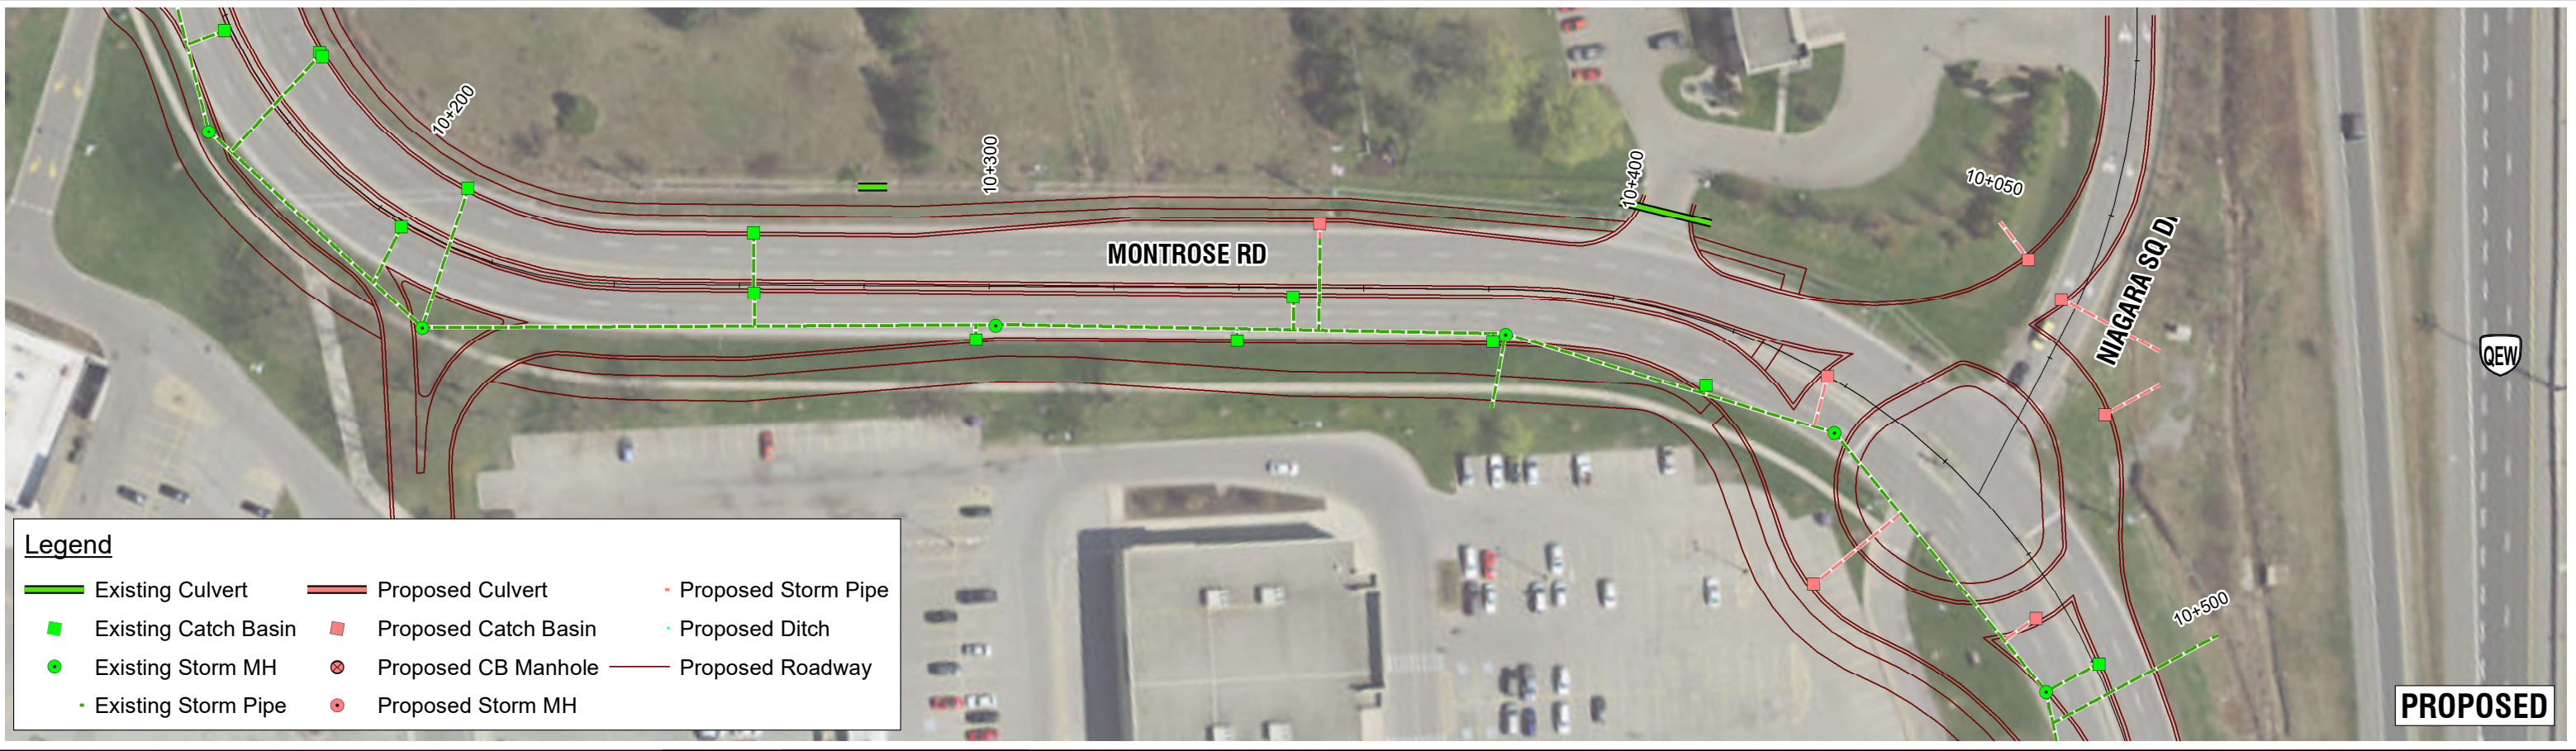 10+200
10+300
10+400
10+050
MONTROSE RD
NIAGARA SQ D
QEW
10+500
Legend
Existing Culvert
Proposed Culvert
Proposed Storm Pipe
Existing Catch Basin
Proposed Catch Basin
Proposed Ditch
Existing Storm MH
Proposed CB Manhole
Proposed Roadway
Existing Storm Pipe
Proposed Storm MH
PROPOSED